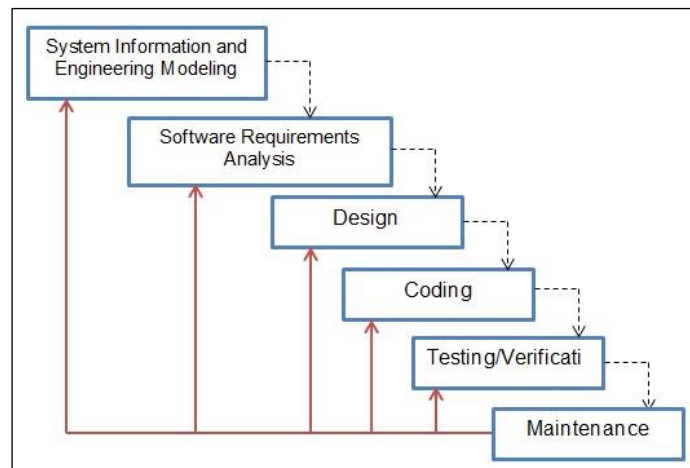 System Information and
Engineering Modeling
Software Requirements
Analysis
Design
Coding
Testing/Verificati
Maintenance